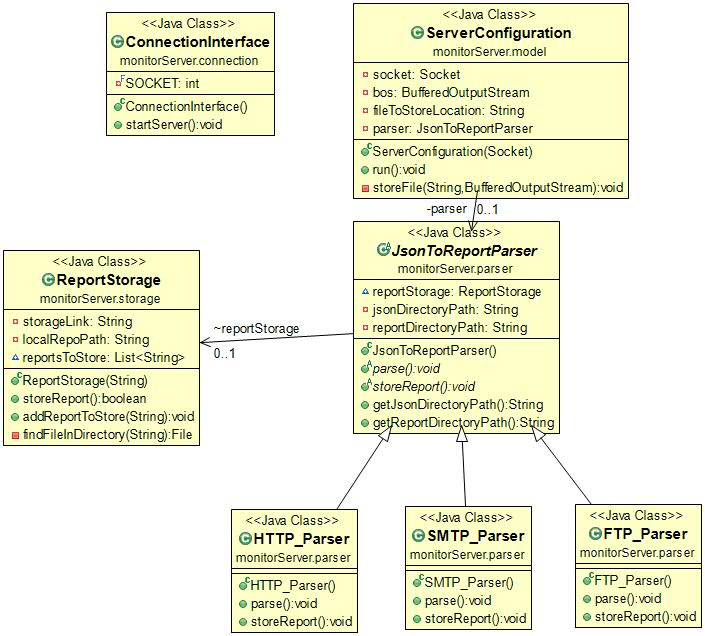 <<Java Class>>
ConnectionInterface
monitorServer.connection
SOCKET: int
ConnectionInterface()
startServer():void
<<Java Class>>
ServerConfiguration
monitorServer.model
socket: Socket
bos: BufferedOutputStream
fileToStoreLocation: String
parser: JsonToReportParser
ServerConfiguration(Socket)
run():void
storeFile(String,BufferedOutputStream):void
-parser 0..1
<<Java Class>>
JsonToReportParser
monitorServer.parser
reportStorage: ReportStorage
jsonDirectoryPath: String
reportDirectoryPath: String
JsonToReportParser()
parse():void
storeReport():void
getJsonDirectoryPath():String
getReportDirectoryPath():String
<<Java Class>>
ReportStorage
monitorServer.storage
storageLink: String
localRepoPath: String
reportsToStore: List<String>
ReportStorage(String)
storeReport():boolean
addReportToStore(String):void
findFileInDirectory(String):File
~reportStorage
0..1
<<Java Class>>
HTTP_Parser
monitorServer.parser
HTTP_Parser()
parse():void
storeReport():void
<<Java Class>>
SMTP_Parser
monitorServer.parser
SMTP_Parser()
parse():void
storeReport():void
<<Java Class>>
FTP_Parser
monitorServer.parser
FTP_Parser()
parse():void
storeReport():void